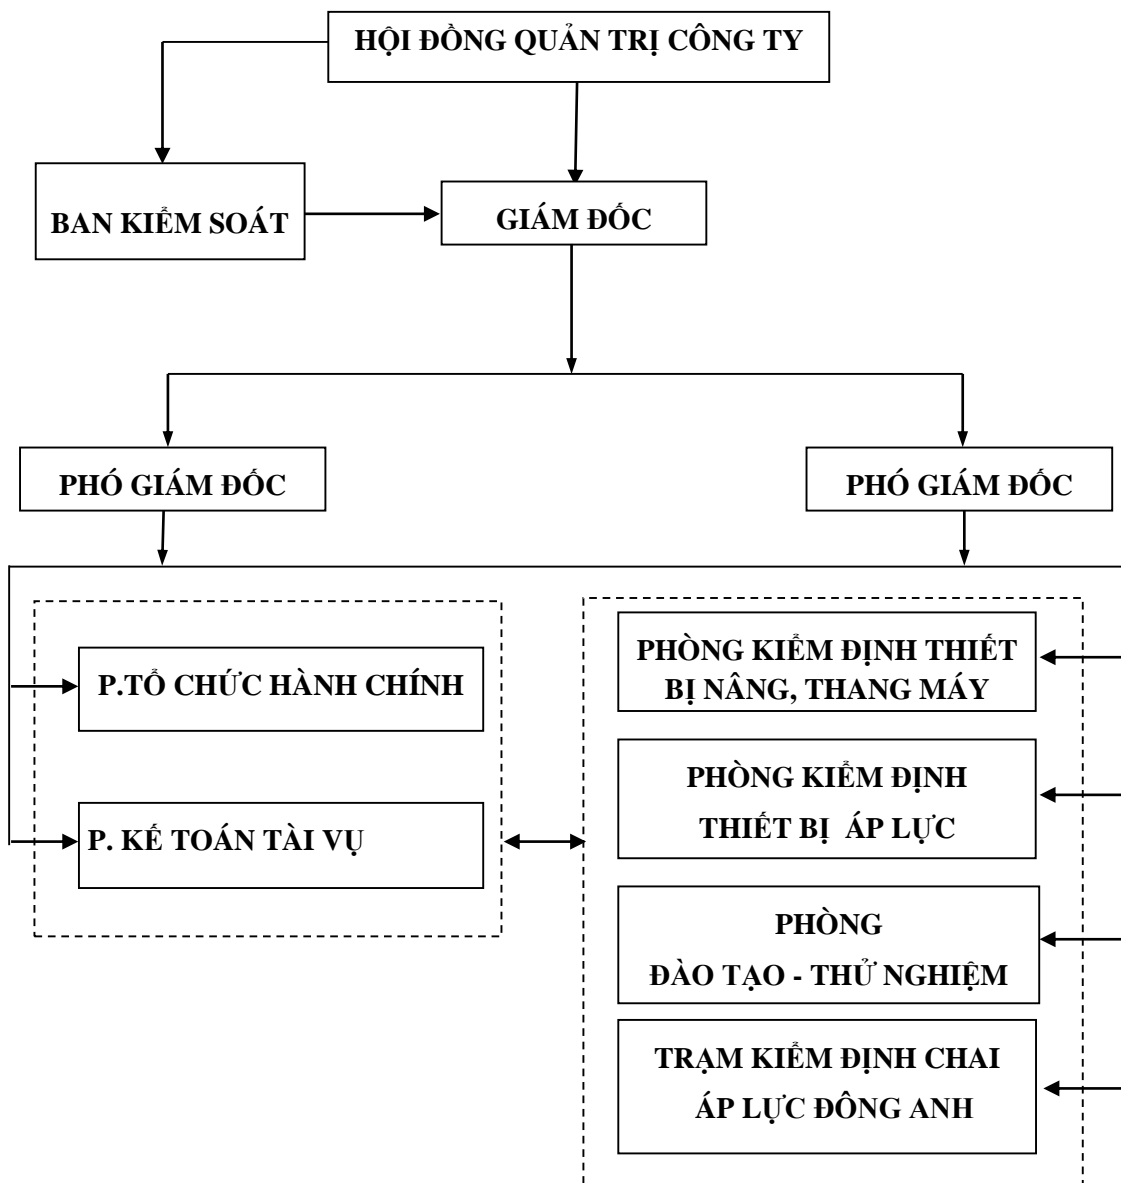 HỘI ĐỒNG QUẢN TRỊ CÔNG TY
BAN KIỂM SOÁT
GIÁM ĐỐC
PHÓ GIÁM ĐỐC
PHÓ GIÁM ĐỐC
P.TỔ CHỨC HÀNH CHÍNH
P. KẾ TOÁN TÀI VỤ
PHÒNG KIỂM ĐỊNH THIẾT
BỊ NÂNG, THANG MÁY
PHÒNG KIỂM ĐỊNH
THIẾT BỊ ÁP LỰC
PHÒNG
ĐÀO TẠO - THỬ NGHIỆM
TRẠM KIỂM ĐỊNH CHAI
ÁP LỰC ĐÔNG ANH